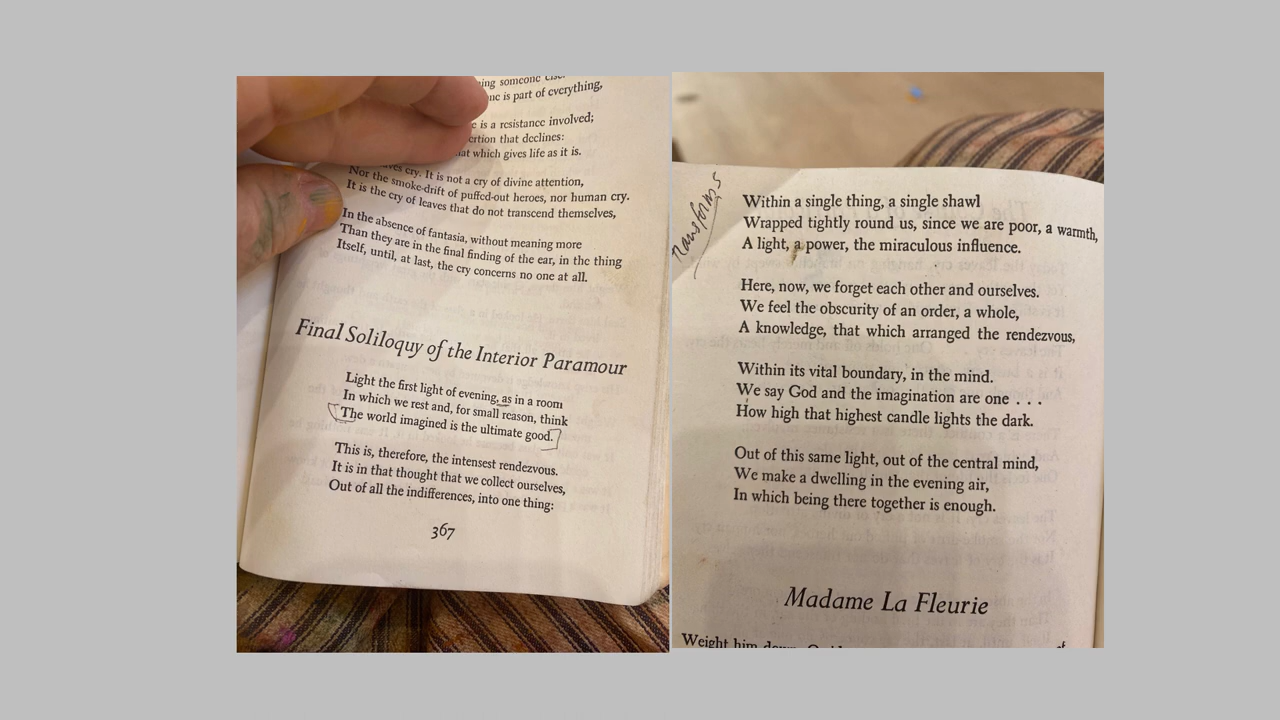 ing someone else.
is part of everything,
is a resistance involved;
ertion that declines:
at which gives life as it is.
ves cry. It is not a cry of divine attention,
Nor the smoke-drift of puffed-out heroes, nor human cry.
It is the cry of leaves that do not transcend themselves,
In the absence of fantasia, without meaning more
Than they are in the final finding of the ear, in the thing
Itself, until, at last, the cry concerns no one at all.
Final Soliloquy of the Interior Paramour
Light the first light of evening, as in a room
In which we rest and, for small reason, think
The world imagined is the ultimate good.
This is, therefore, the intensest rendezvous.
It is in that thought that we collect ourselves,
Out of all the indifferences, into one thing:
367
transforms
Within a single thing, a single shawl
Wrapped tightly round us, since we are poor, a warmth,
A light, a power, the miraculous influence.
Here, now, we forget each other and ourselves.
We feel the obscurity of an order, a whole,
A knowledge, that which arranged the rendezvous,
Within its vital boundary, in the mind.
We say God and the imagination are one . . .
How high that highest candle lights the dark.
Out of this same light, out of the central mind,
We make a dwelling in the evening air,
In which being there together is enough.
Madame La Fleurie
Weight him down